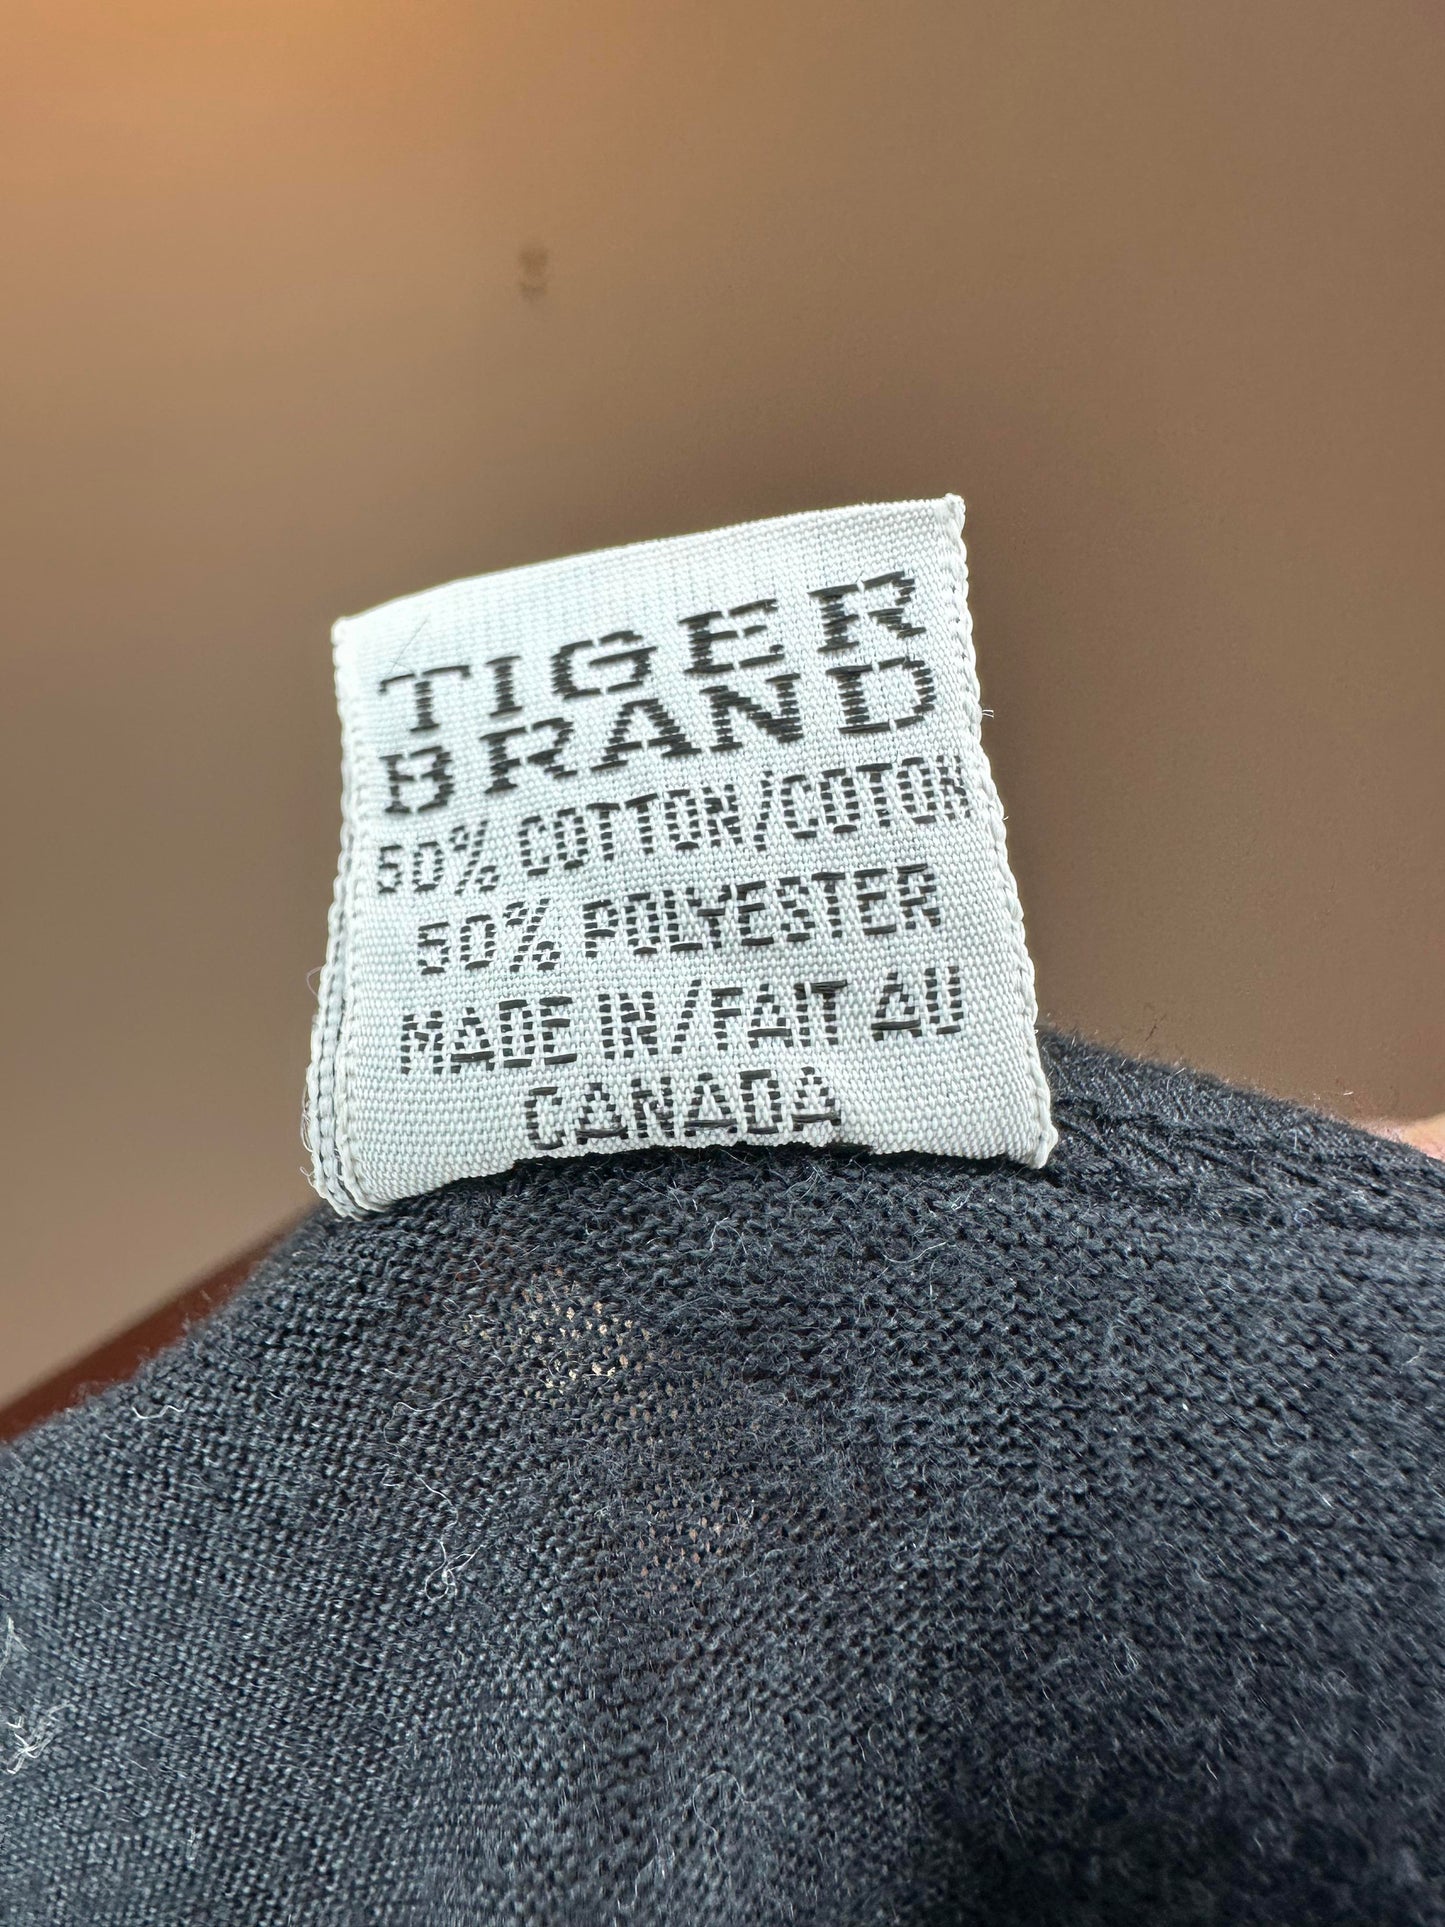 TIGER
BRAND
50% COTTON/COTON
50% POLYESTER
MADE IN/FAIT AU
CANADA